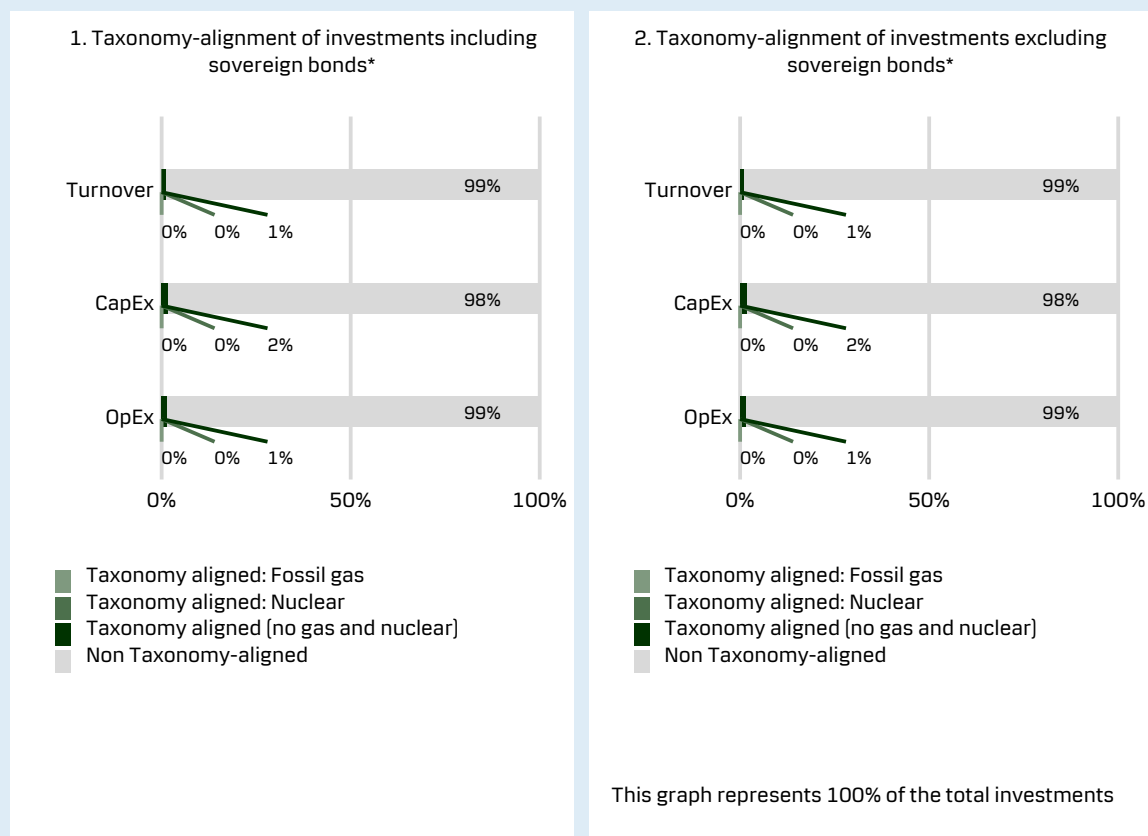 1. Taxonomy-alignment of investments including
sovereign bonds*
Turnover
99%
0% 0% 1%
CapEx
98%
0% 0% 2%
OpEx
99%
0% 0% 1%
0% 50% 100%
Taxonomy aligned: Fossil gas
Taxonomy aligned: Nuclear
Taxonomy aligned (no gas and nuclear)
Non Taxonomy-aligned
2. Taxonomy-alignment of investments excluding
sovereign bonds*
Turnover
99%
0% 0% 1%
CapEx
98%
0% 0% 2%
OpEx
99%
0% 0% 1%
0% 50% 100%
Taxonomy aligned: Fossil gas
Taxonomy aligned: Nuclear
Taxonomy aligned (no gas and nuclear)
Non Taxonomy-aligned
This graph represents 100% of the total investments